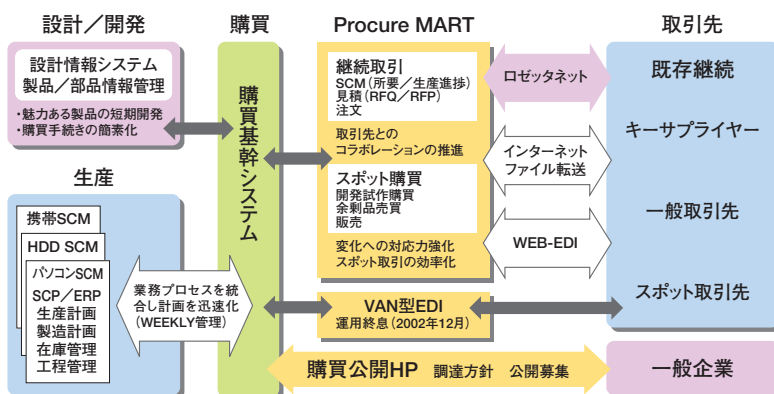 設計／開発
設計情報システム
製品／部品情報管理
・魅力ある製品の短期開発
・購買手続きの簡素化
生産
携帯SCM
HDD SCM
パソコンSCM
SCP／ERP
生産計画
製造計画
在庫管理
工程管理
業務プロセスを統
合し計画を迅速化
(WEEKLY管理)
購買
購買基幹システム
Procure MART
継続取引
SCM(所要／生産進捗)
見積(RFQ／RFP)
注文
取引先との
コラボレーションの推進
スポット購買
開発試作購買
余剰品売買
販売
変化への対応力強化
スポット取引の効率化
VAN型EDI
運用終息(2002年12月)
購買公開HP 調達方針 公開募集
ロゼッタネット
インターネット
ファイル転送
WEB-EDI
取引先
既存継続
キーサプライヤー
一般取引先
スポット取引先
一般企業